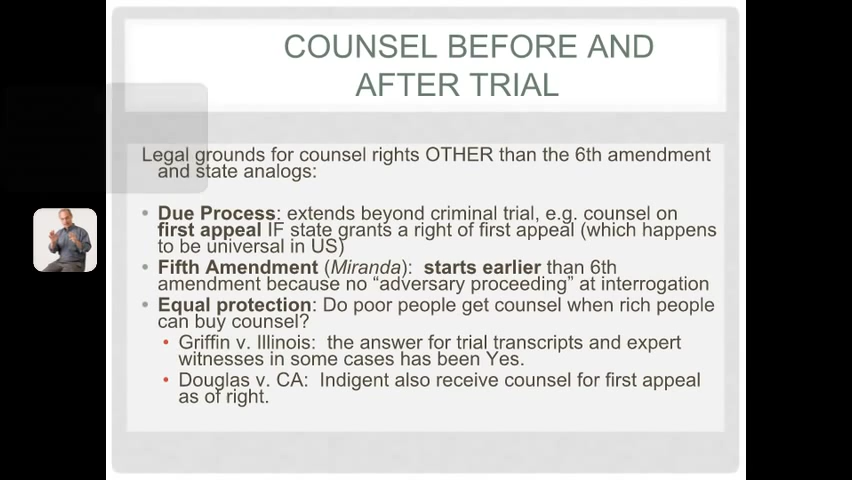 COUNSEL BEFORE AND
AFTER TRIAL
Legal grounds for counsel rights OTHER than the 6th amendment
and state analogs:
• Due Process: extends beyond criminal trial, e.g. counsel on
first appeal IF state grants a right of first appeal (which happens
to be universal in US)
• Fifth Amendment (Miranda): starts earlier than 6th
amendment because no “adversary proceeding” at interrogation
• Equal protection: Do poor people get counsel when rich people
can buy counsel?
• Griffin v. Illinois: the answer for trial transcripts and expert
witnesses in some cases has been Yes.
• Douglas v. CA: Indigent also receive counsel for first appeal
as of right.